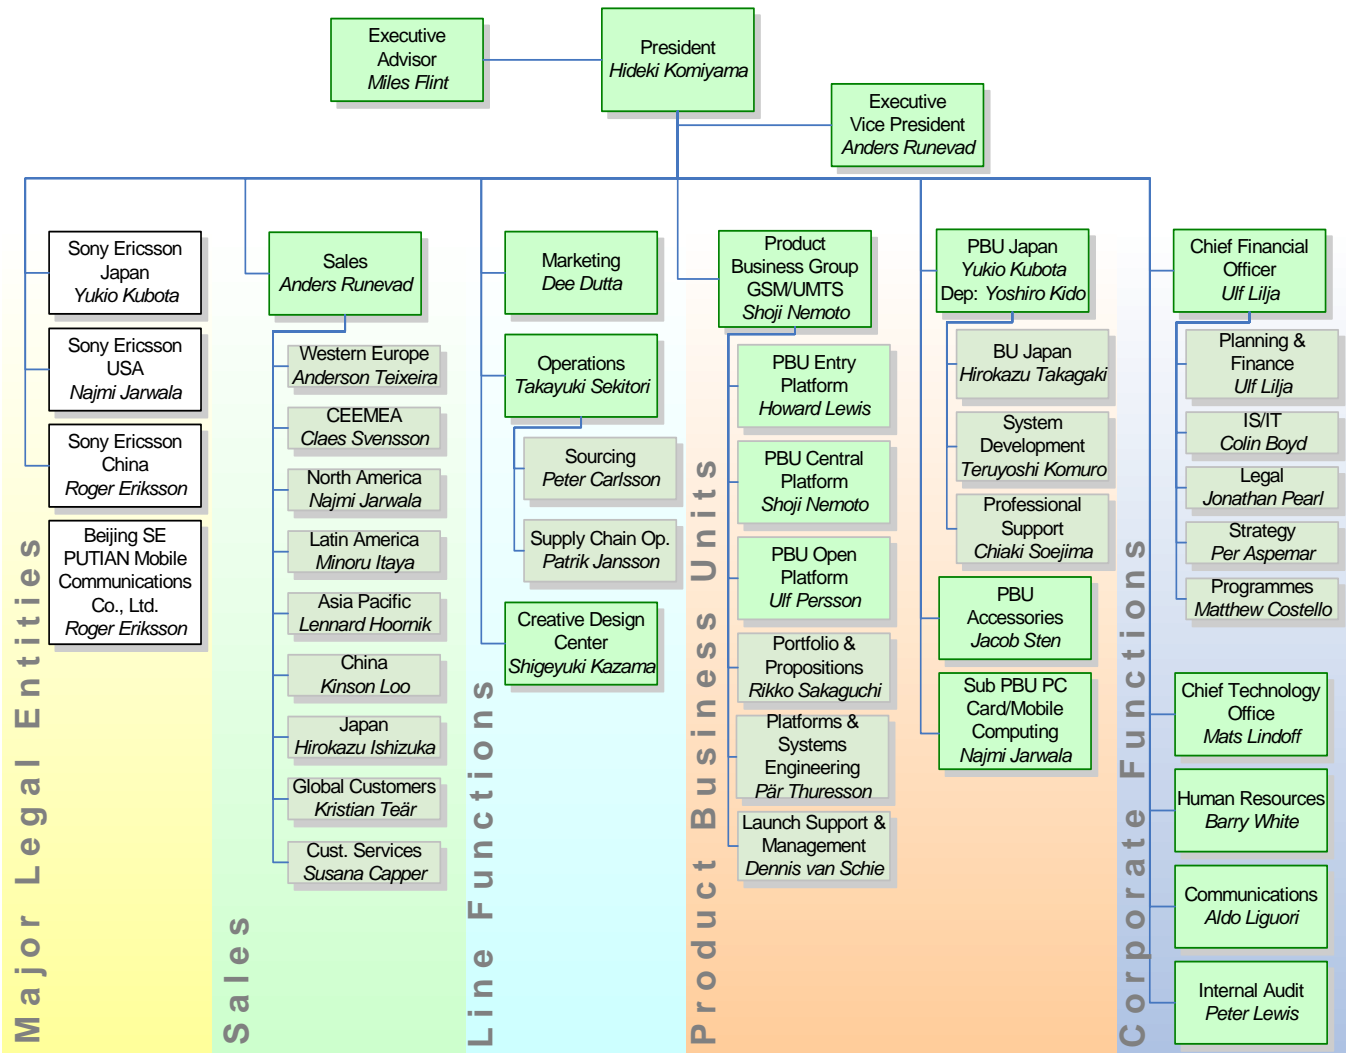 Executive
Advisor
Miles Flint
President
Hideki Komiyama
Executive
Vice President
Anders Runevad
Major Legal Entities
Sony Ericsson
Japan
Yukio Kubota
Sony Ericsson
USA
Najmi Jarwala
Sony Ericsson
China
Roger Eriksson
Beijing SE
PUTIAN Mobile
Communications
Co., Ltd.
Roger Eriksson
Sales
Sales
Anders Runevad
Western Europe
Anderson Teixeira
CEEMEA
Claes Svensson
North America
Najmi Jarwala
Latin America
Minoru Itaya
Asia Pacific
Lennard Hoornik
China
Kinson Loo
Japan
Hirokazu Ishizuka
Global Customers
Kristian Teär
Cust. Services
Susana Capper
Line Functions
Marketing
Dee Dutta
Operations
Takayuki Sekitori
Sourcing
Peter Carlsson
Supply Chain Op.
Patrik Jansson
Creative Design
Center
Shigeyuki Kazama
Product Business Units
Product
Business Group
GSM/UMTS
Shoji Nemoto
PBU Entry
Platform
Howard Lewis
PBU Central
Platform
Shoji Nemoto
PBU Open
Platform
Ulf Persson
Portfolio &
Propositions
Rikko Sakaguchi
Platforms &
Systems
Engineering
Pär Thuresson
Launch Support &
Management
Dennis van Schie
PBU Japan
Yukio Kubota
Dep: Yoshiro Kido
BU Japan
Hirokazu Takagaki
System
Development
Teruyoshi Komuro
Professional
Support
Chiaki Soejima
PBU
Accessories
Jacob Sten
Sub PBU PC
Card/Mobile
Computing
Najmi Jarwala
Corporate Functions
Chief Financial
Officer
Ulf Lilja
Planning &
Finance
Ulf Lilja
IS/IT
Colin Boyd
Legal
Jonathan Pearl
Strategy
Per Aspemar
Programmes
Matthew Costello
Chief Technology
Office
Mats Lindoff
Human Resources
Barry White
Communications
Aldo Liguori
Internal Audit
Peter Lewis